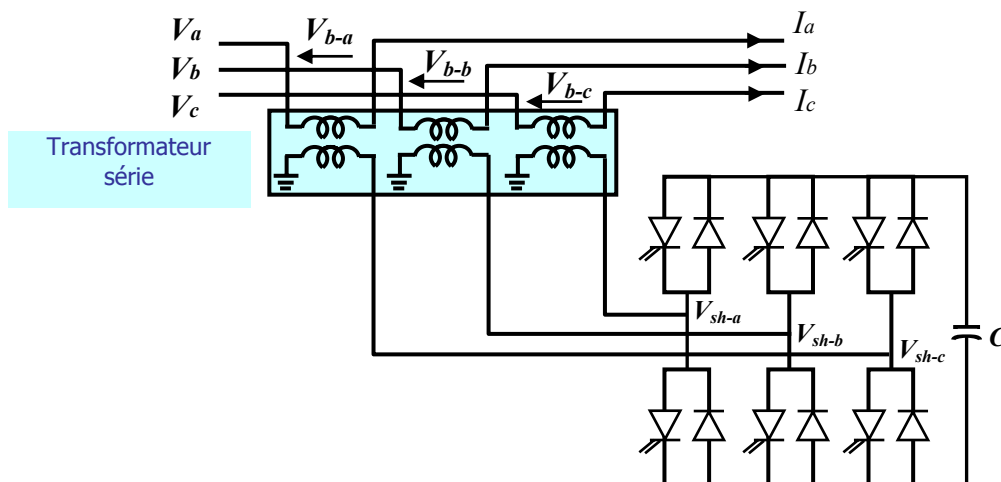 Va
Vb-a
Ia
Vb
Vb-b
Ib
Vc
Vb-c
Ic
Transformateur
série
Vsh-a
Vsh-b
Vsh-c
C